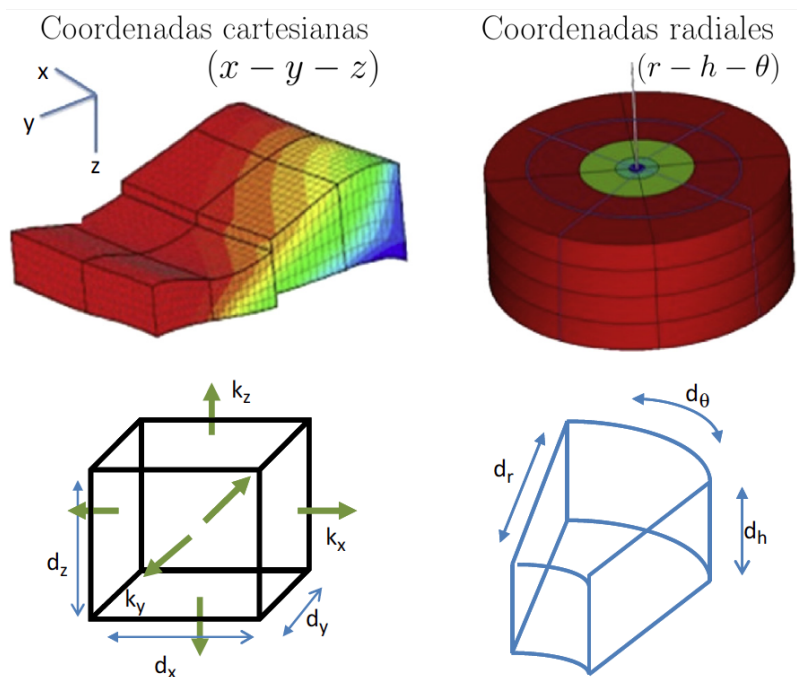 Coordenadas cartesianas
(x − y − z)
x
y
z
Coordenadas radiales
(r − h − θ)
k_z
k_x
k_y
d_z
d_y
d_x
d_θ
d_r
d_h